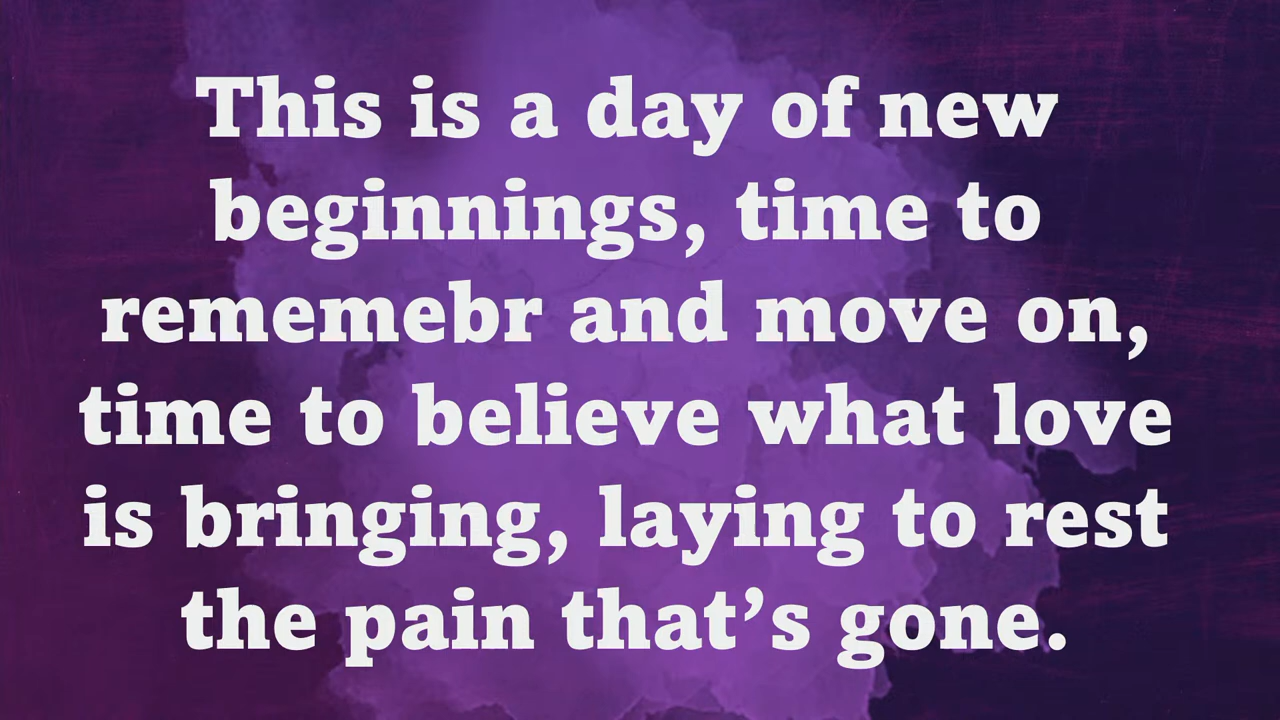 This is a day of new
beginnings, time to
rememebr and move on,
time to believe what love
is bringing, laying to rest
the pain that’s gone.